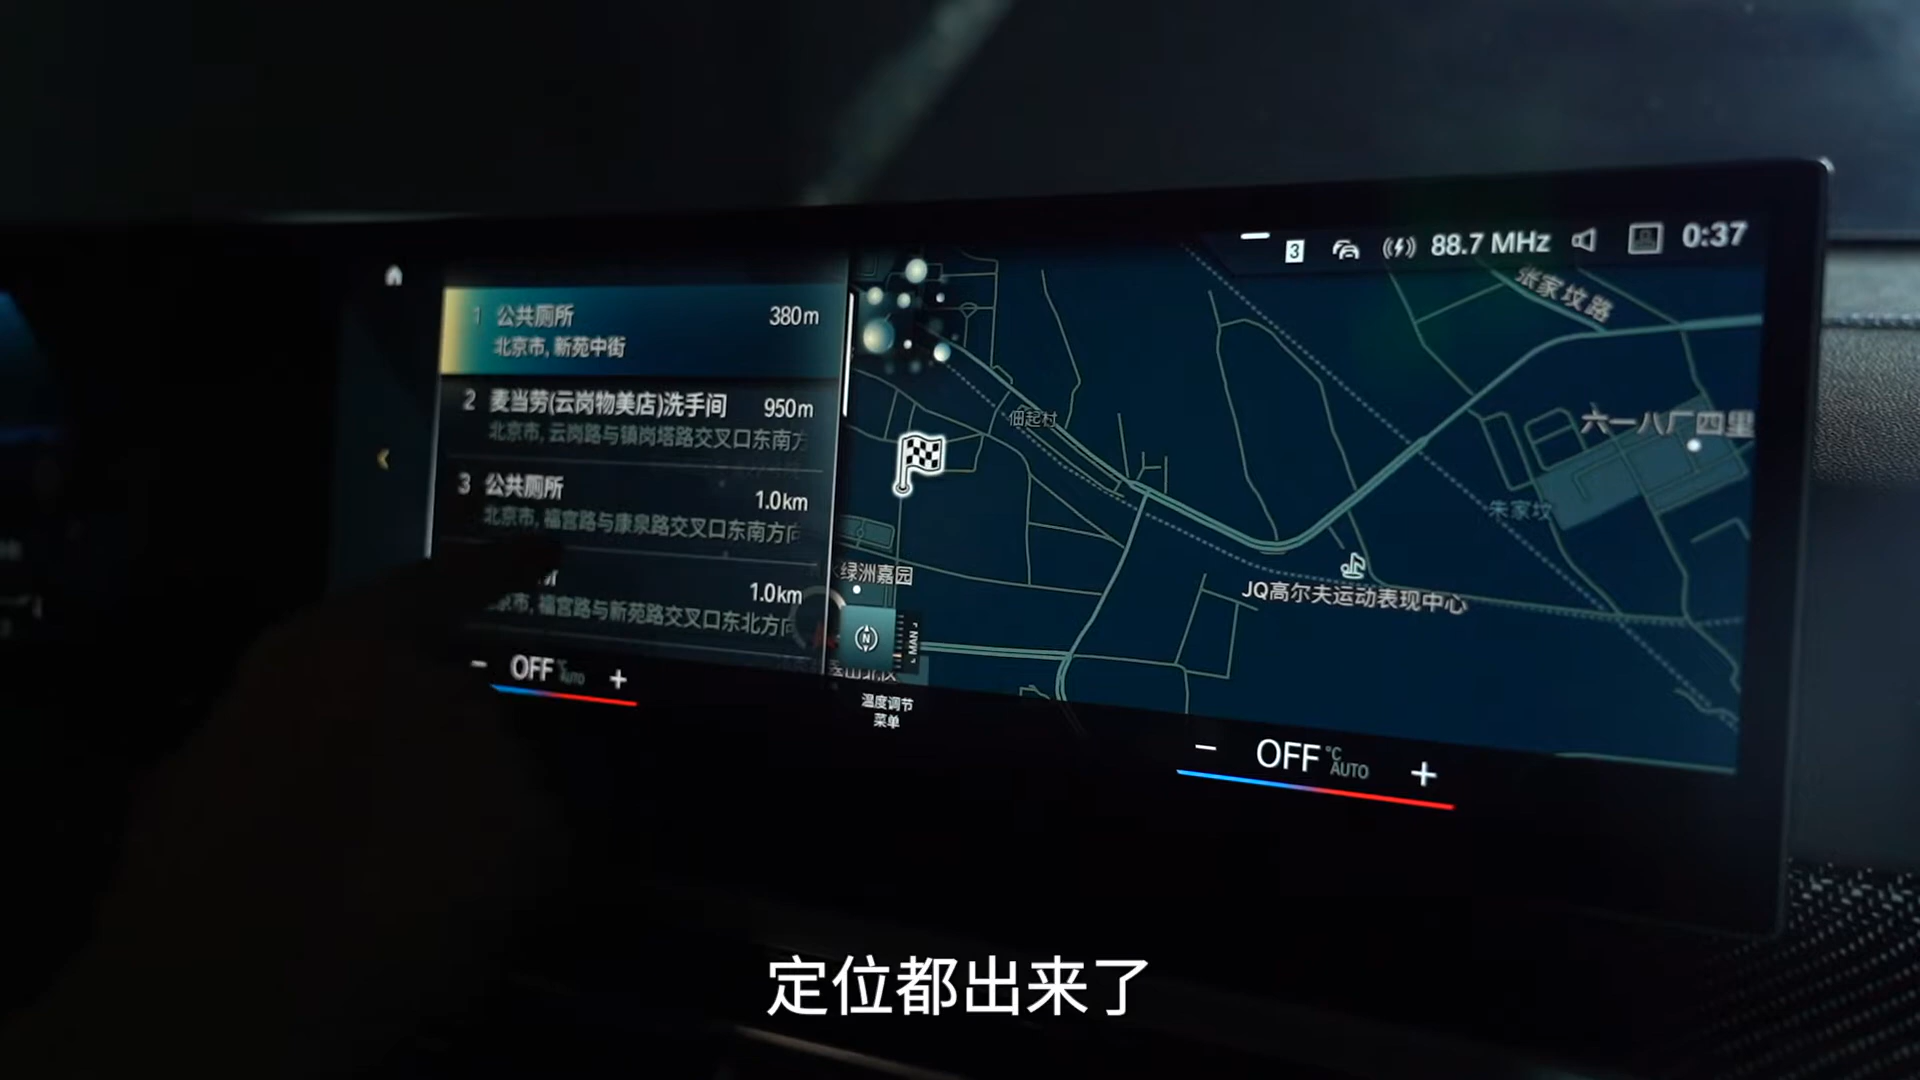 3
88.7 MHz
0:37
1 公共厕所 380m
北京市, 新苑中街
2 麦当劳(云岗物美店)洗手间 950m
北京市, 云岗路与镇岗塔路交叉口东南方
3 公共厕所 1.0km
北京市, 福宫路与康泉路交叉口东南方向
所 1.0km
京市, 福宫路与新苑路交叉口东北方向
张家坟路
佃起村
六一八厂四里
朱家坟
JQ高尔夫运动表现中心
绿洲嘉园
N
MAN
山北区
− OFF °C AUTO +
温度调节
菜单
− OFF °C AUTO +
定位都出来了